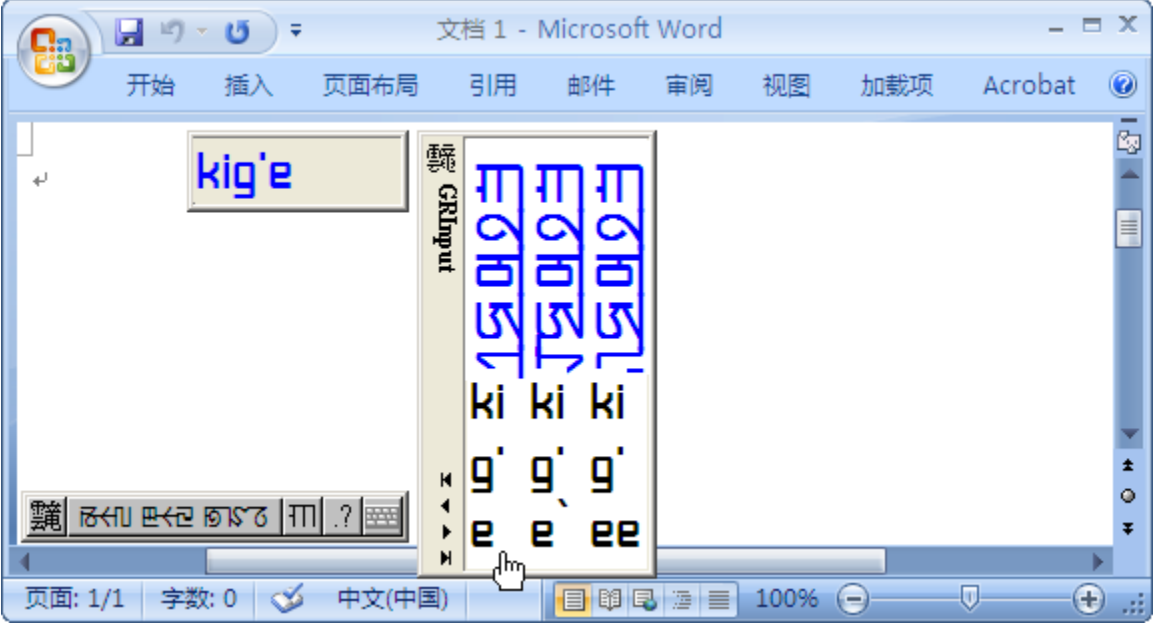 文档 1 - Microsoft Word
开始 插入 页面布局 引用 邮件 审阅 视图 加载项 Acrobat
kig'e
GRInput
ki ki ki
g. g. g.
e e` ee
.?
页面: 1/1 字数: 0 中文(中国) 100%